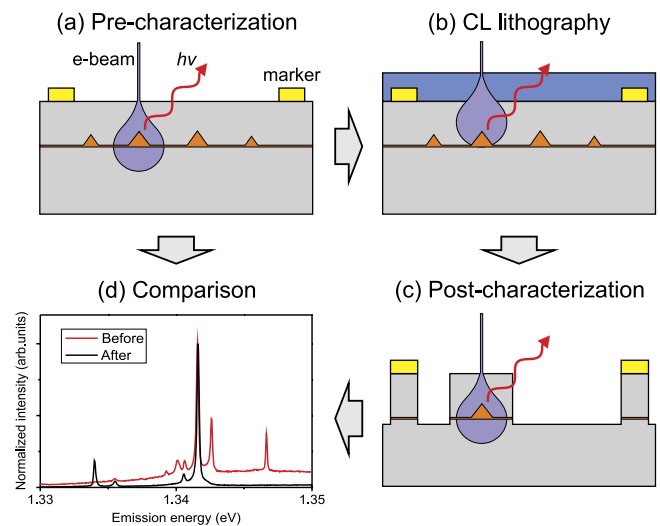 (a) Pre-characterization
e-beam
hν
marker
(b) CL lithography
(d) Comparison
Normalized intensity (arb.units)
Before
After
1.33
1.34
1.35
Emission energy (eV)
(c) Post-characterization